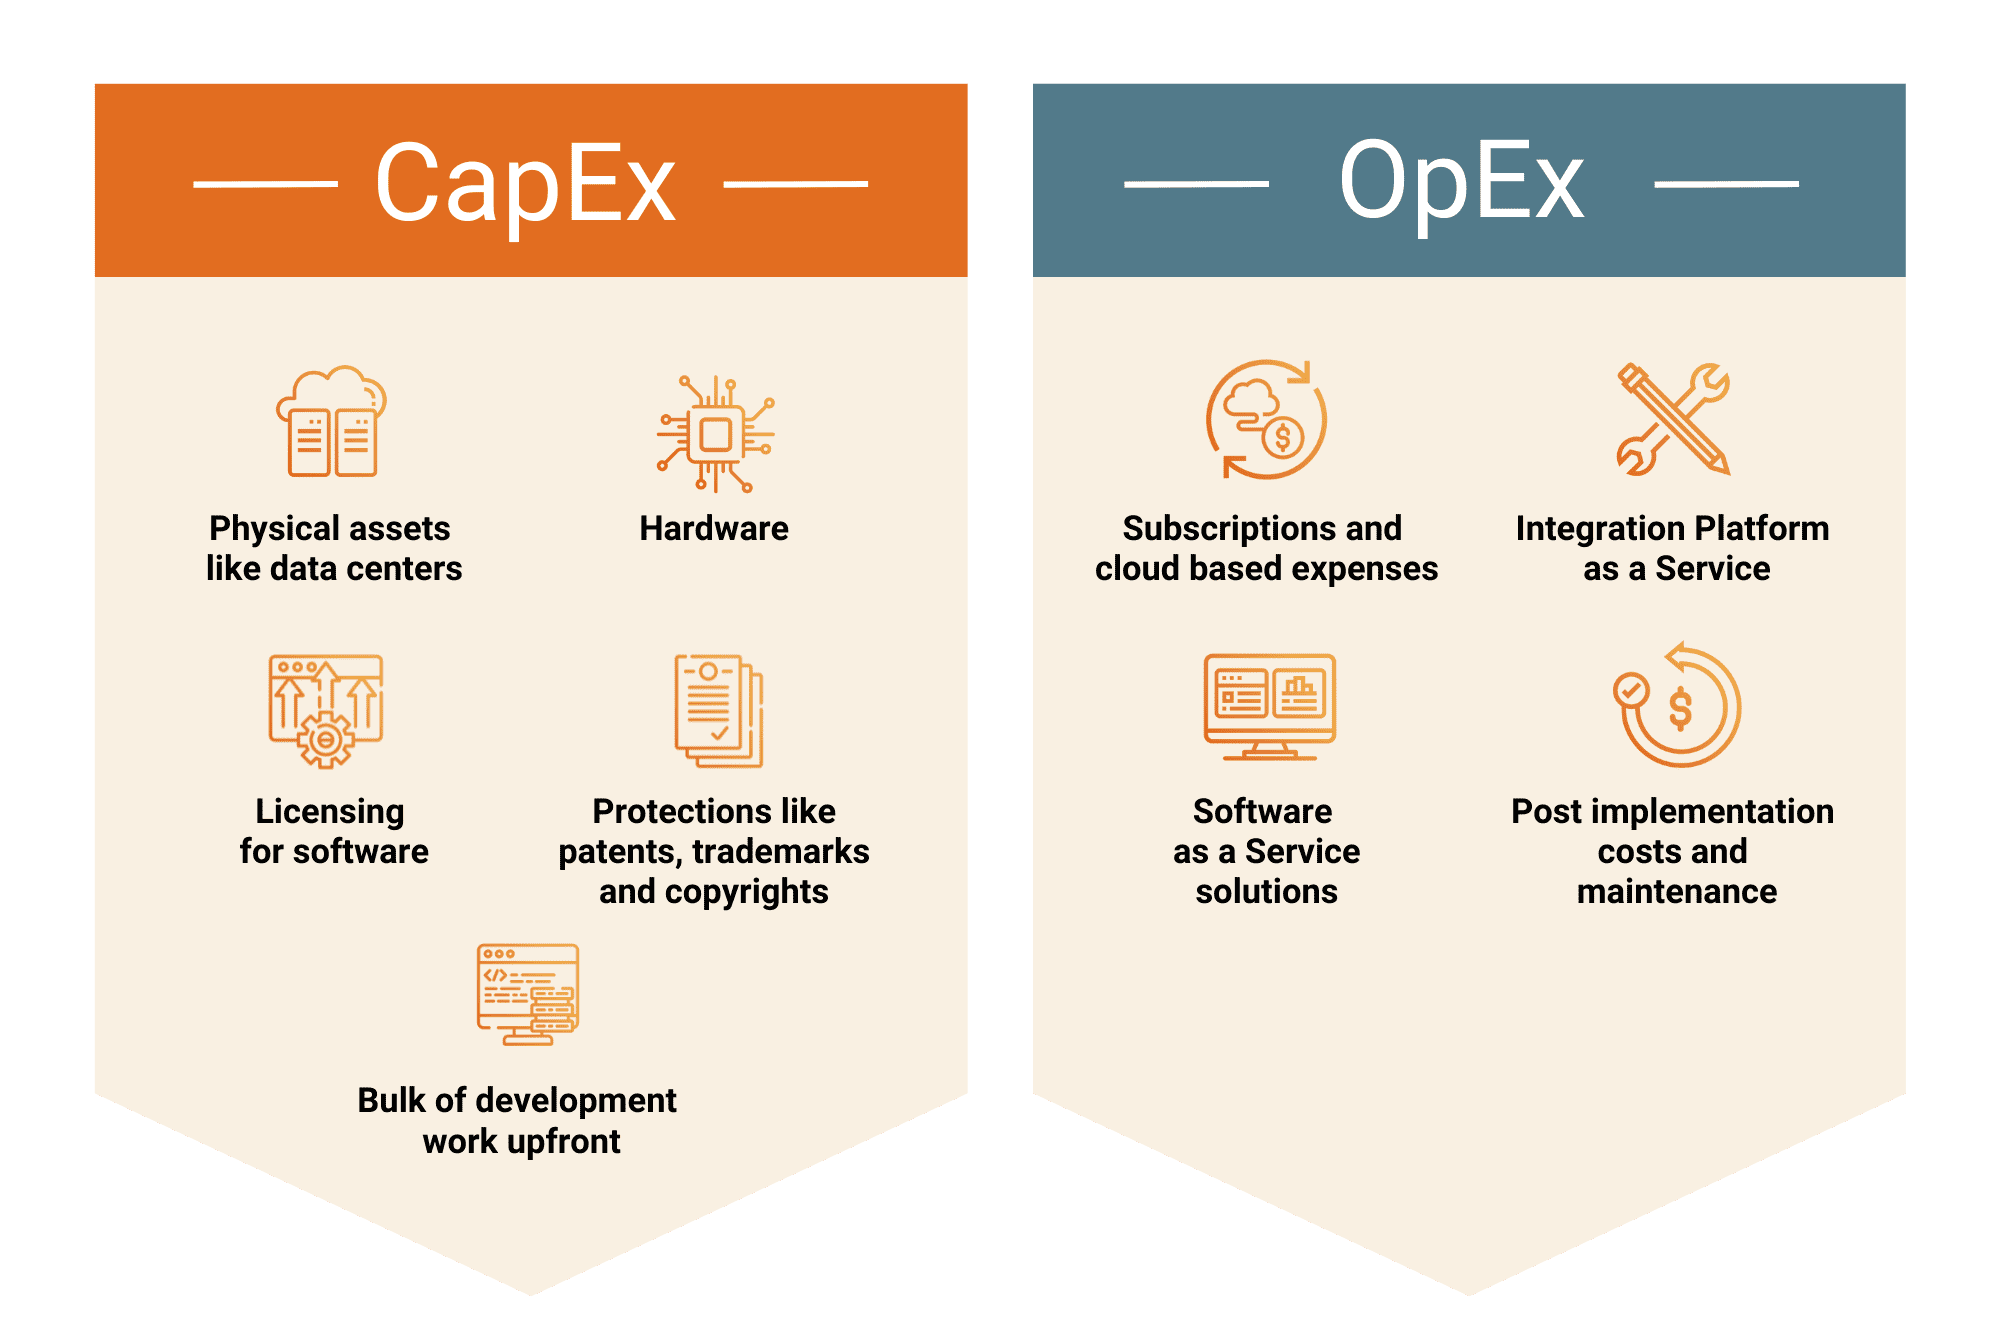 CapEx
Physical assets
like data centers
Hardware
Licensing
for software
Protections like
patents, trademarks
and copyrights
Bulk of development
work upfront
OpEx
Subscriptions and
cloud based expenses
Integration Platform
as a Service
Software
as a Service
solutions
Post implementation
costs and
maintenance